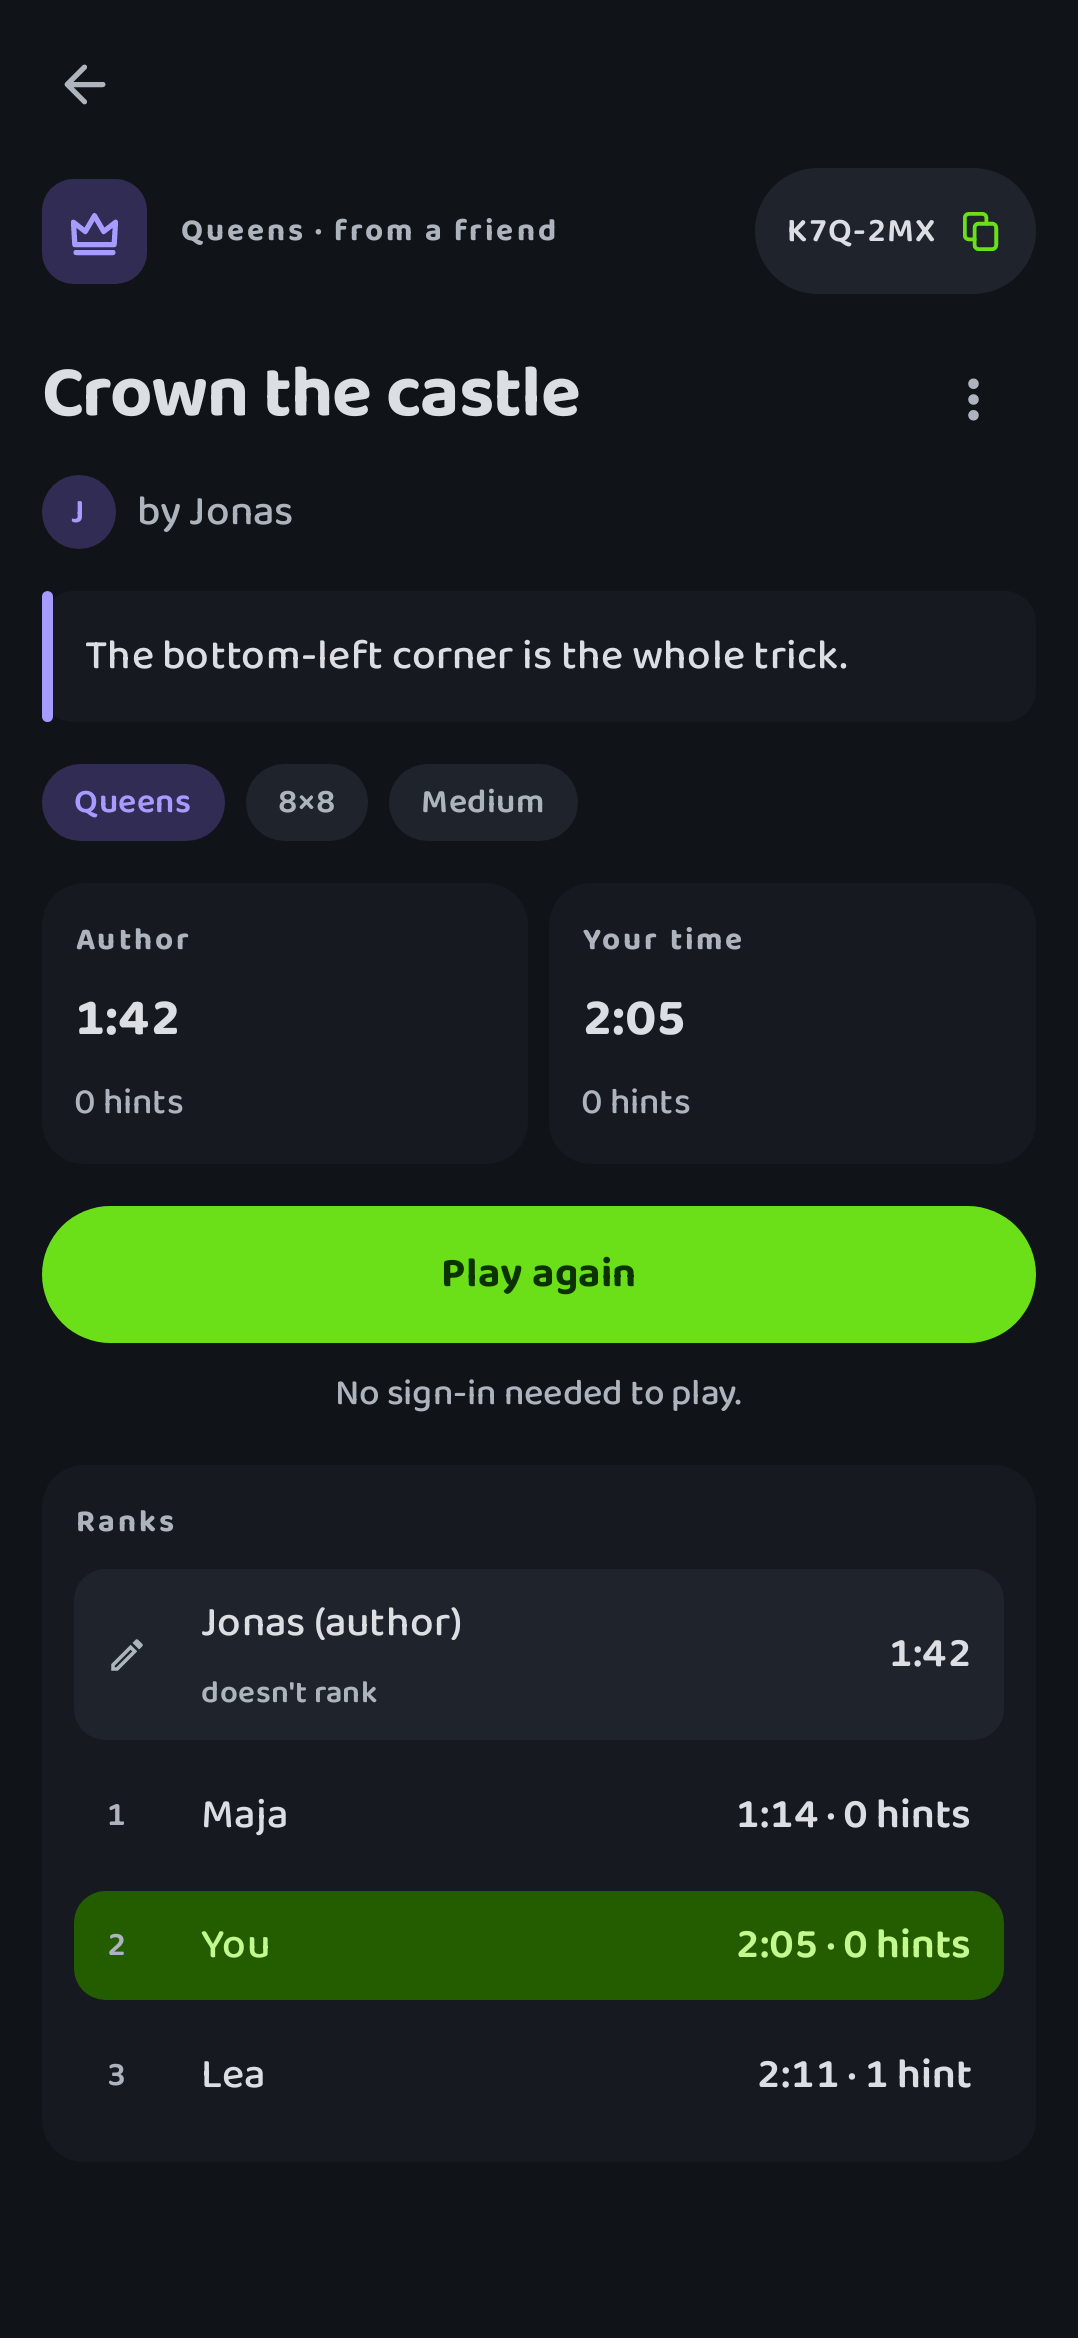 Queens · from a friend
K7Q-2MX
Crown the castle
J
by Jonas
The bottom-left corner is the whole trick.
Queens
8×8
Medium
Author
1:42
0 hints
Your time
2:05
0 hints
Play again
No sign-in needed to play.
Ranks
Jonas (author)
doesn't rank
1:42
1 Maja 1:14 · 0 hints
2 You 2:05 · 0 hints
3 Lea 2:11 · 1 hint